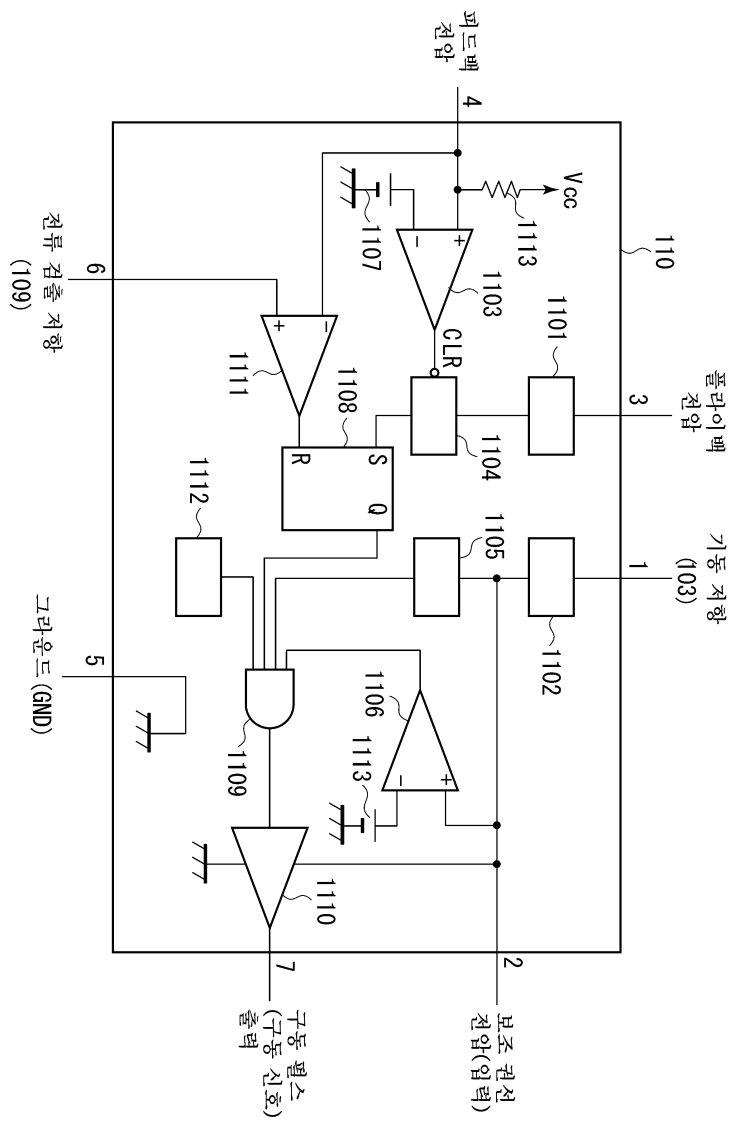 플라이백
전압
기동 저항
(103)
110
3
1
Vcc
1113
1101
1102
2
보조 권선
전압(입력)
피드백
전압
4
+
−
1103
CLR
1104
1105
1107
1106
+
−
1113
1108
S
Q
R
−
+
1111
1110
7
구동 펄스
(구동 신호)
출력
1109
1112
6
전류 검출 저항
(109)
5
그라운드(GND)